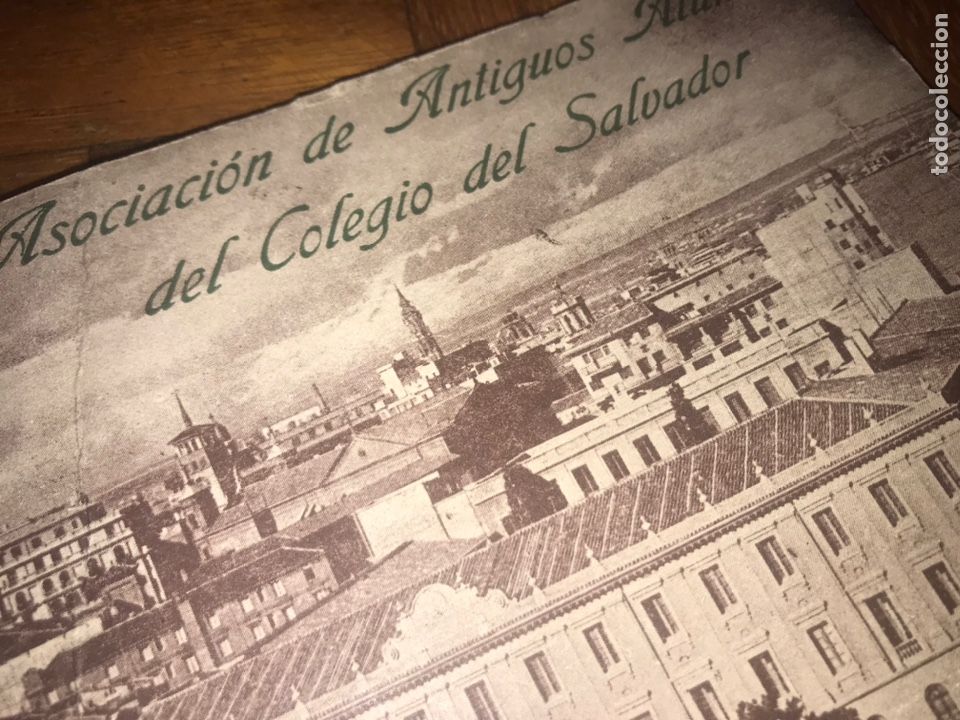 Asociación de Antiguos
del Colegio del Salvador
todocoleccion